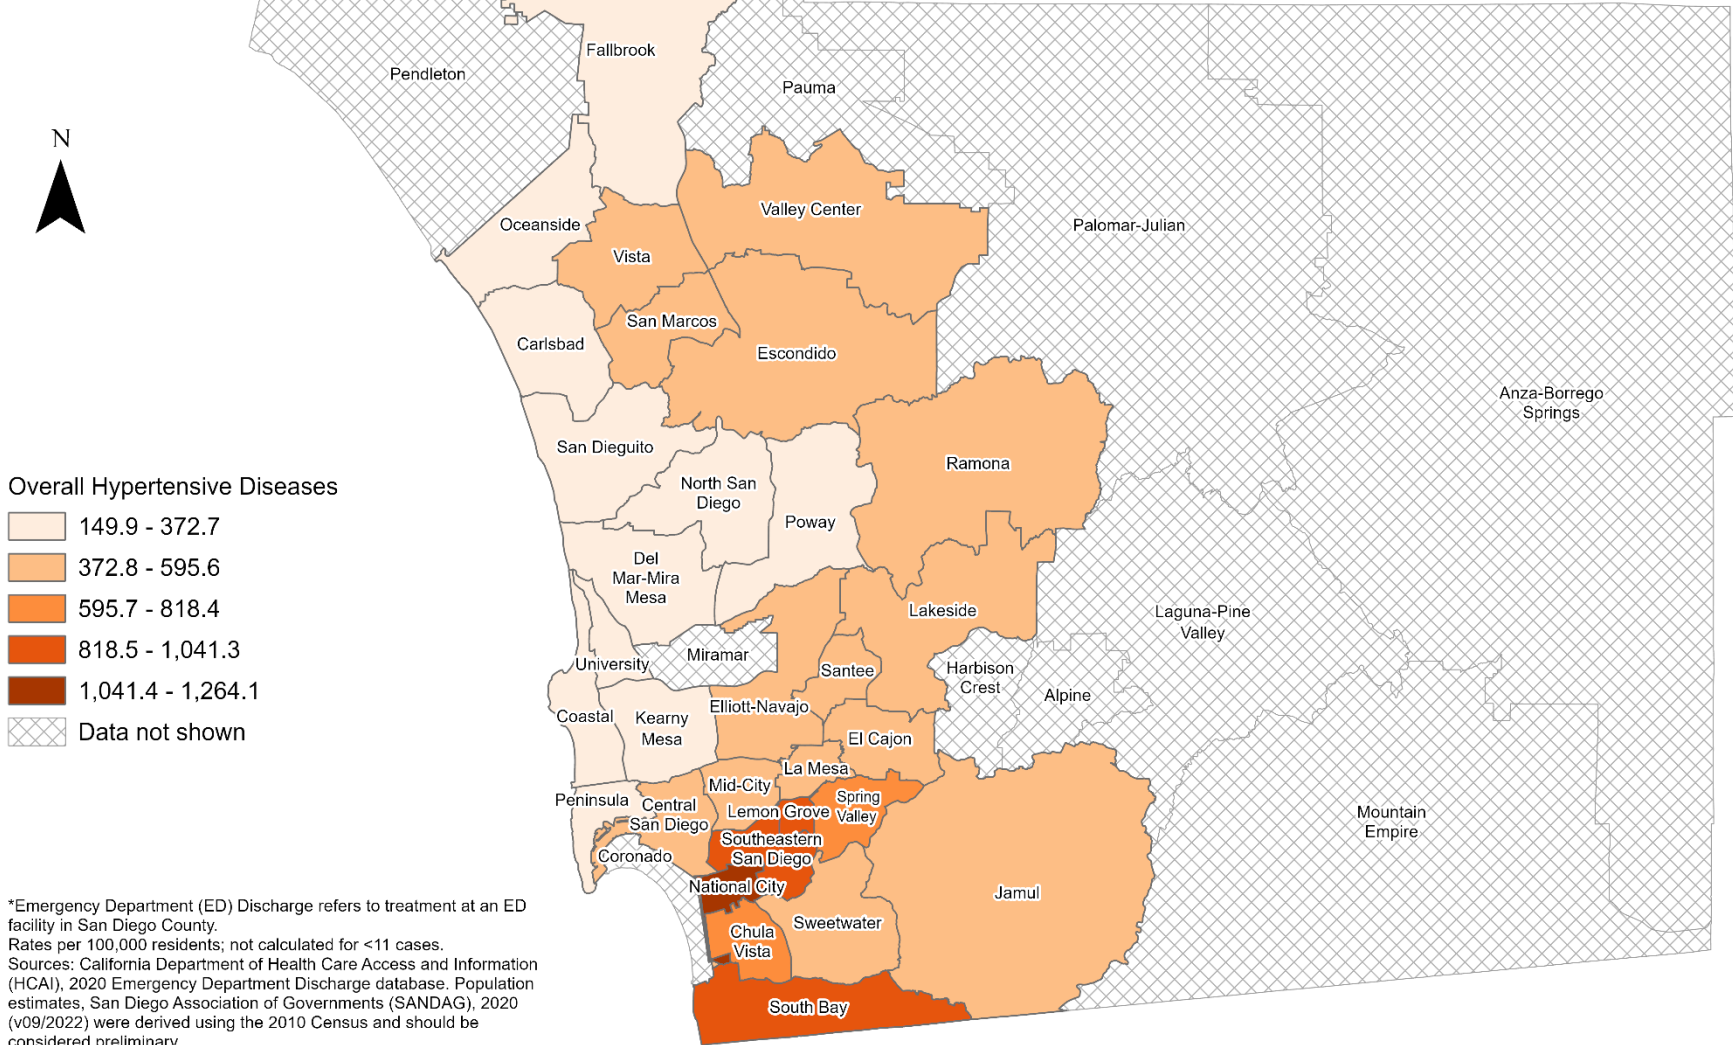 Fallbrook
Pendleton
Pauma
N
Oceanside
Valley Center
Palomar-Julian
Vista
San Marcos
Carlsbad
Escondido
Anza-Borrego
Springs
San Dieguito
Ramona
North San
Diego
Poway
Del
Mar-Mira
Mesa
Lakeside
Laguna-Pine
Valley
Miramar
University
Santee
Harbison
Crest
Alpine
Elliott-Navajo
Coastal
Kearny
Mesa
El Cajon
La Mesa
Mid-City
Peninsula
Central
San Diego
Lemon Grove
Spring
Valley
Mountain
Empire
Southeastern
San Diego
Coronado
National City
Jamul
Sweetwater
Chula
Vista
South Bay
Overall Hypertensive Diseases
149.9 - 372.7
372.8 - 595.6
595.7 - 818.4
818.5 - 1,041.3
1,041.4 - 1,264.1
Data not shown
*Emergency Department (ED) Discharge refers to treatment at an ED
facility in San Diego County.
Rates per 100,000 residents; not calculated for <11 cases.
Sources: California Department of Health Care Access and Information
(HCAI), 2020 Emergency Department Discharge database. Population
estimates, San Diego Association of Governments (SANDAG), 2020
(v09/2022) were derived using the 2010 Census and should be
considered preliminary